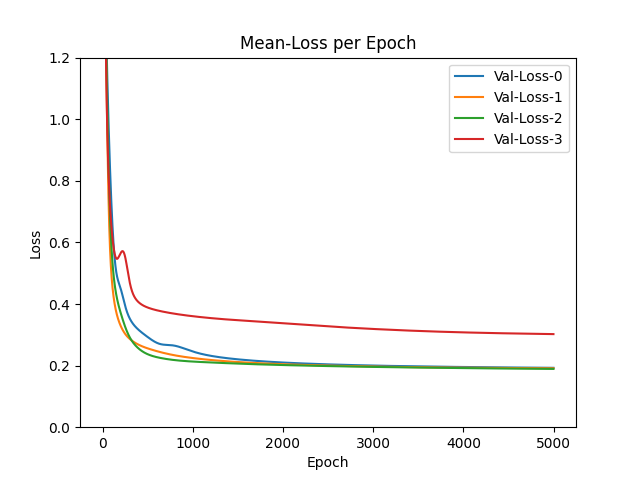 Mean-Loss per Epoch
1.2
1.0
0.8
0.6
0.4
0.2
0.0
Loss
Val-Loss-0
Val-Loss-1
Val-Loss-2
Val-Loss-3
0 1000 2000 3000 4000 5000
Epoch